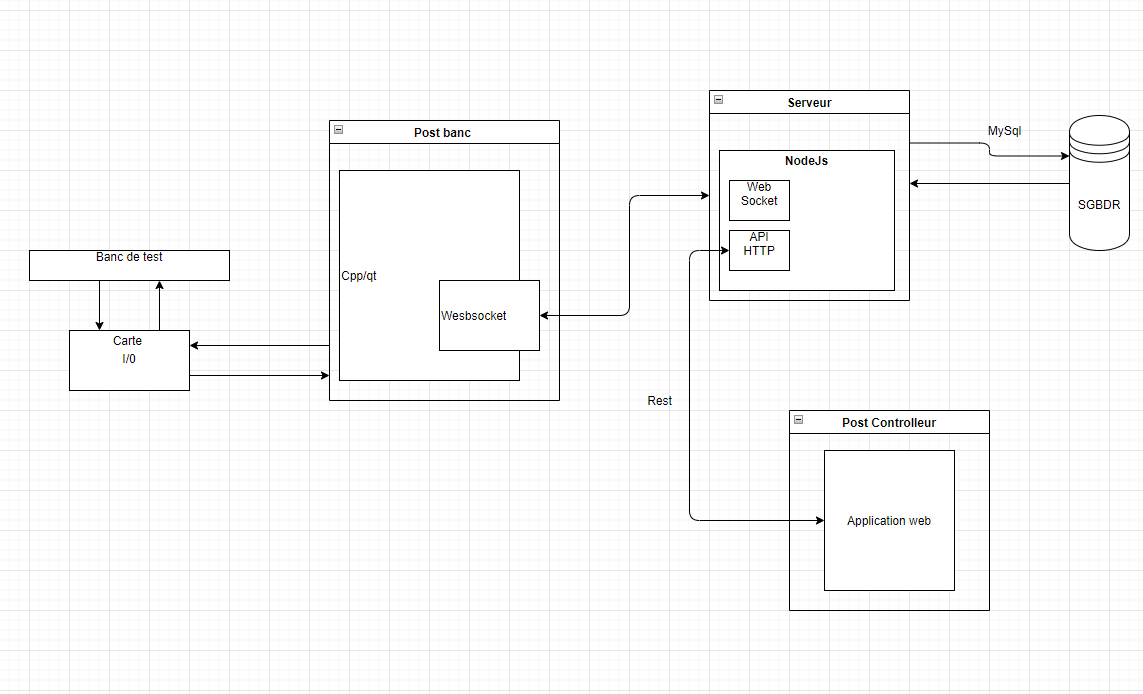 Serveur
MySql
Post banc
NodeJs
Web
Socket
SGBDR
API
HTTP
Banc de test
Cpp/qt
Wesbsocket
Carte
I/0
Rest
Post Controlleur
Application web